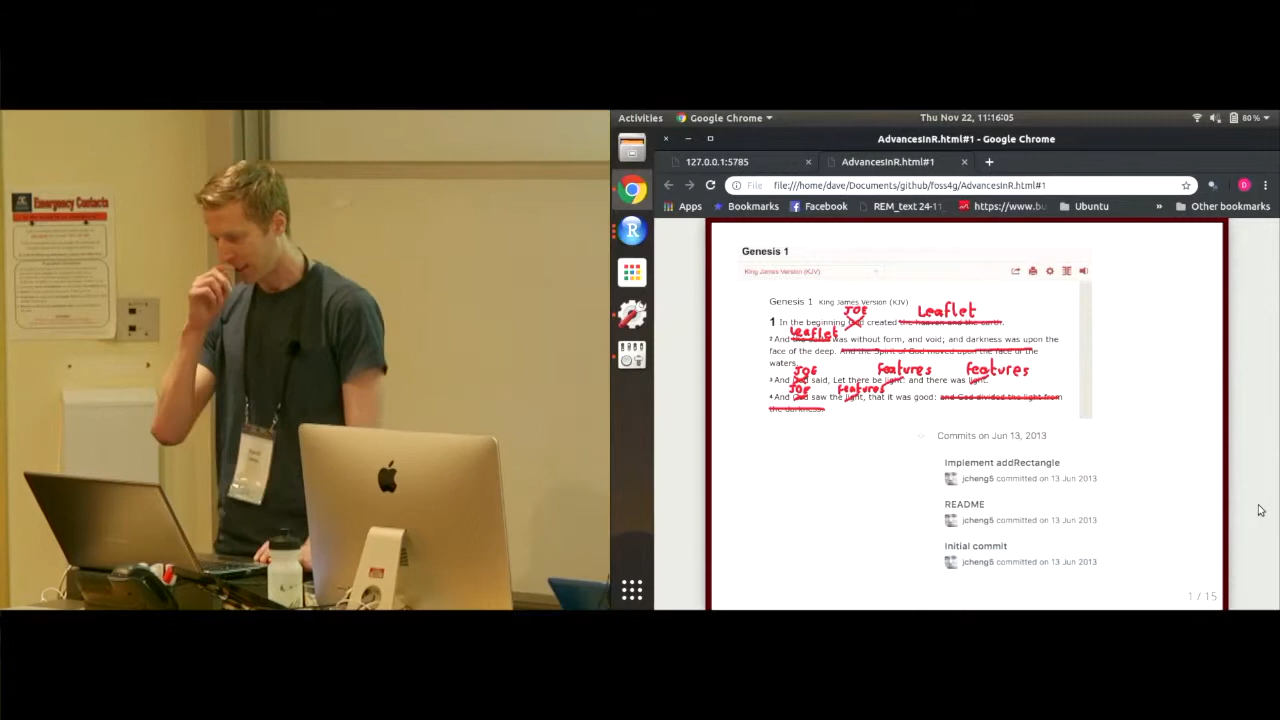 Emergency Contacts
Activities
Google Chrome
Thu Nov 22, 11:16:05
80 %
AdvancesInR.html#1 - Google Chrome
127.0.0.1:5785
AdvancesInR.html#1
File
file:///home/dave/Documents/github/foss4g/AdvancesInR.html#1
D
Apps
Bookmarks
Facebook
REM_text 24-11
https://www.bu
Ubuntu
»
Other bookmarks
Genesis 1
King James Version (KJV)
Genesis 1 King James Version (KJV)
JOE Leaflet
1 In the beginning God created the heaven and the earth.
Leaflet
2 And the earth was without form, and void; and darkness was upon the
face of the deep. And the Spirit of God moved upon the face of the
waters.
JOE features features
3 And God said, Let there be light: and there was light.
JOE features
4 And God saw the light, that it was good: and God divided the light from
the darkness.
Commits on Jun 13, 2013
Implement addRectangle
jcheng5 committed on 13 Jun 2013
README
jcheng5 committed on 13 Jun 2013
Initial commit
jcheng5 committed on 13 Jun 2013
1 / 15